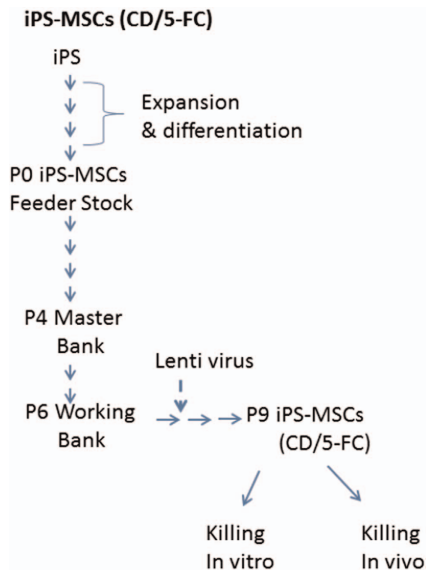 iPS-MSCs (CD/5-FC)
iPS
Expansion
& differentiation
P0 iPS-MSCs
Feeder Stock
P4 Master
Bank
Lenti virus
P6 Working
Bank
P9 iPS-MSCs
(CD/5-FC)
Killing
In vitro
Killing
In vivo